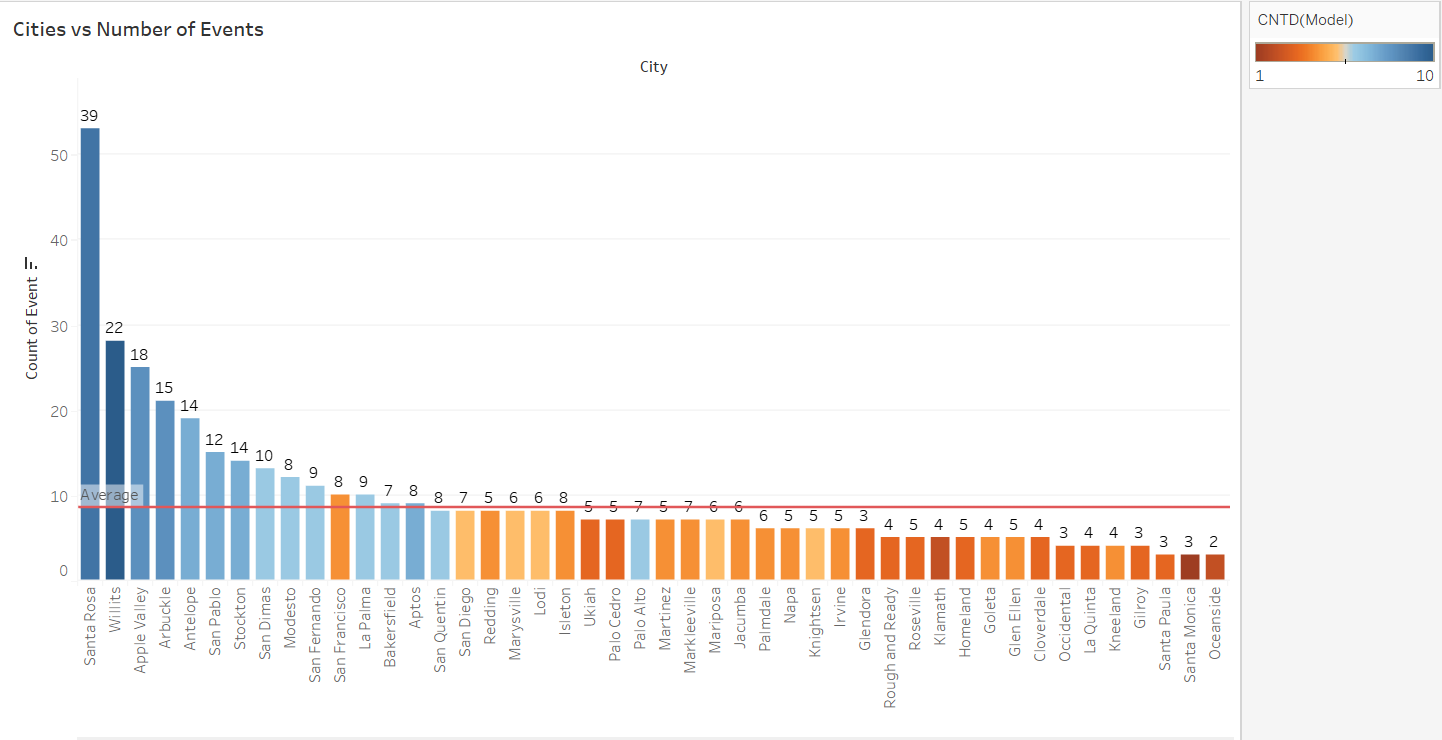 Cities vs Number of Events
CNTD(Model)
1 10
City
Count of Event
50
40
30
20
10
0
39
22
18
15
14
12
14
10
8
9
8
9
7
8
8
7
5
6
6
8
5
5
7
5
7
6
6
6
5
5
5
3
4
5
4
5
4
5
4
3
4
4
3
3
3
2
Average
Santa Rosa
Willits
Apple Valley
Arbuckle
Antelope
San Pablo
Stockton
San Dimas
Modesto
San Fernando
San Francisco
La Palma
Bakersfield
Aptos
San Quentin
San Diego
Redding
Marysville
Lodi
Isleton
Ukiah
Palo Cedro
Palo Alto
Martinez
Markleeville
Mariposa
Jacumba
Palmdale
Napa
Knightsen
Irvine
Glendora
Rough and Ready
Roseville
Klamath
Homeland
Goleta
Glen Ellen
Cloverdale
Occidental
La Quinta
Kneeland
Gilroy
Santa Paula
Santa Monica
Oceanside